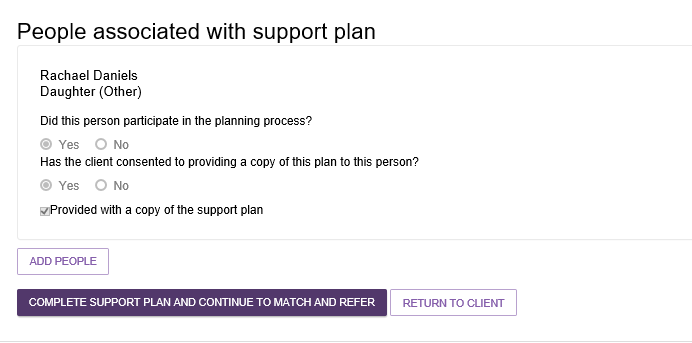 People associated with support plan
Rachael Daniels
Daughter (Other)
Did this person participate in the planning process?
Yes No
Has the client consented to providing a copy of this plan to this person?
Yes No
Provided with a copy of the support plan
ADD PEOPLE
COMPLETE SUPPORT PLAN AND CONTINUE TO MATCH AND REFER RETURN TO CLIENT